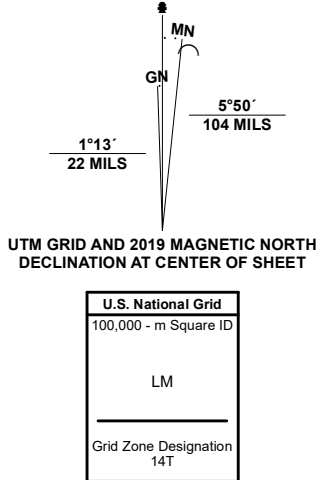 MN
GN
5°50´
104 MILS
1°13´
22 MILS
UTM GRID AND 2019 MAGNETIC NORTH
DECLINATION AT CENTER OF SHEET
U.S. National Grid
100,000 - m Square ID
LM
Grid Zone Designation
14T